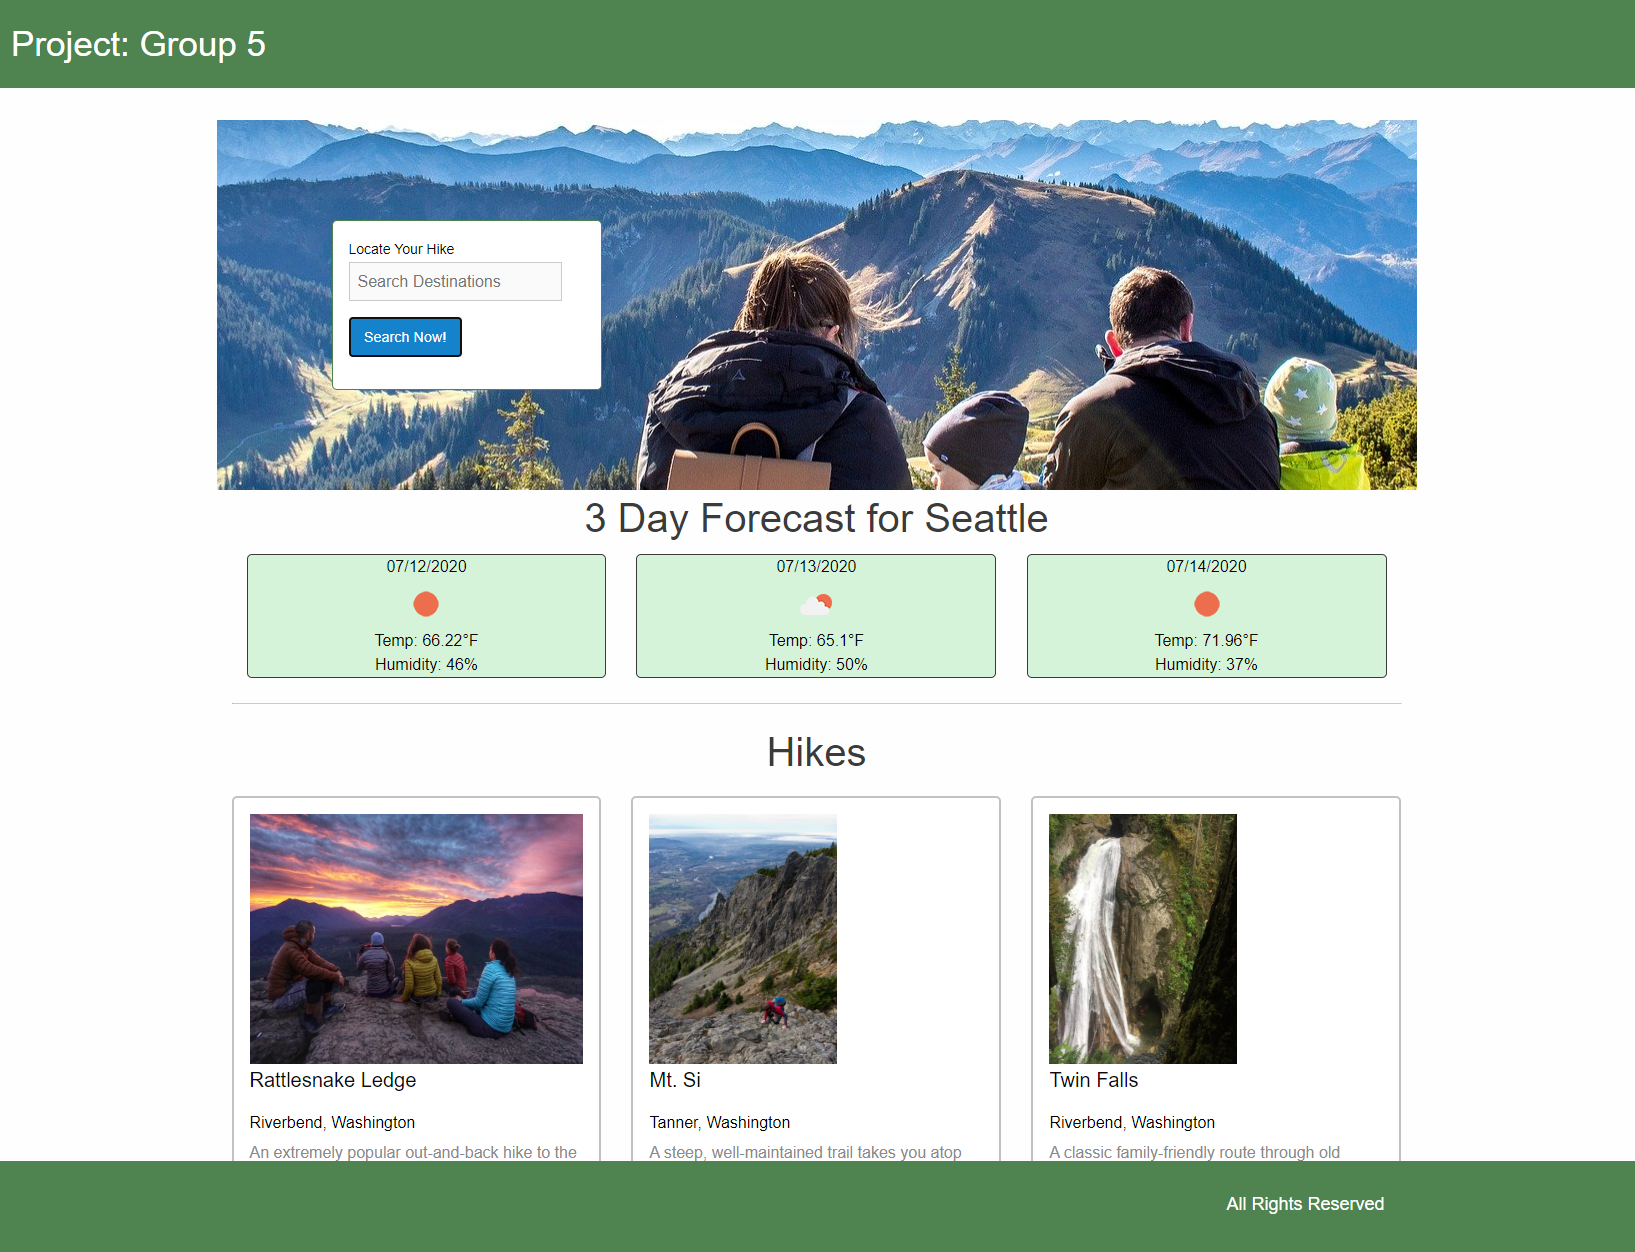 Project: Group 5
Locate Your Hike
Search Destinations
Search Now!
3 Day Forecast for Seattle
07/12/2020
Temp: 66.22°F
Humidity: 46%
07/13/2020
Temp: 65.1°F
Humidity: 50%
07/14/2020
Temp: 71.96°F
Humidity: 37%
Hikes
Rattlesnake Ledge
Riverbend, Washington
An extremely popular out-and-back hike to the
Mt. Si
Tanner, Washington
A steep, well-maintained trail takes you atop
Twin Falls
Riverbend, Washington
A classic family-friendly route through old
All Rights Reserved